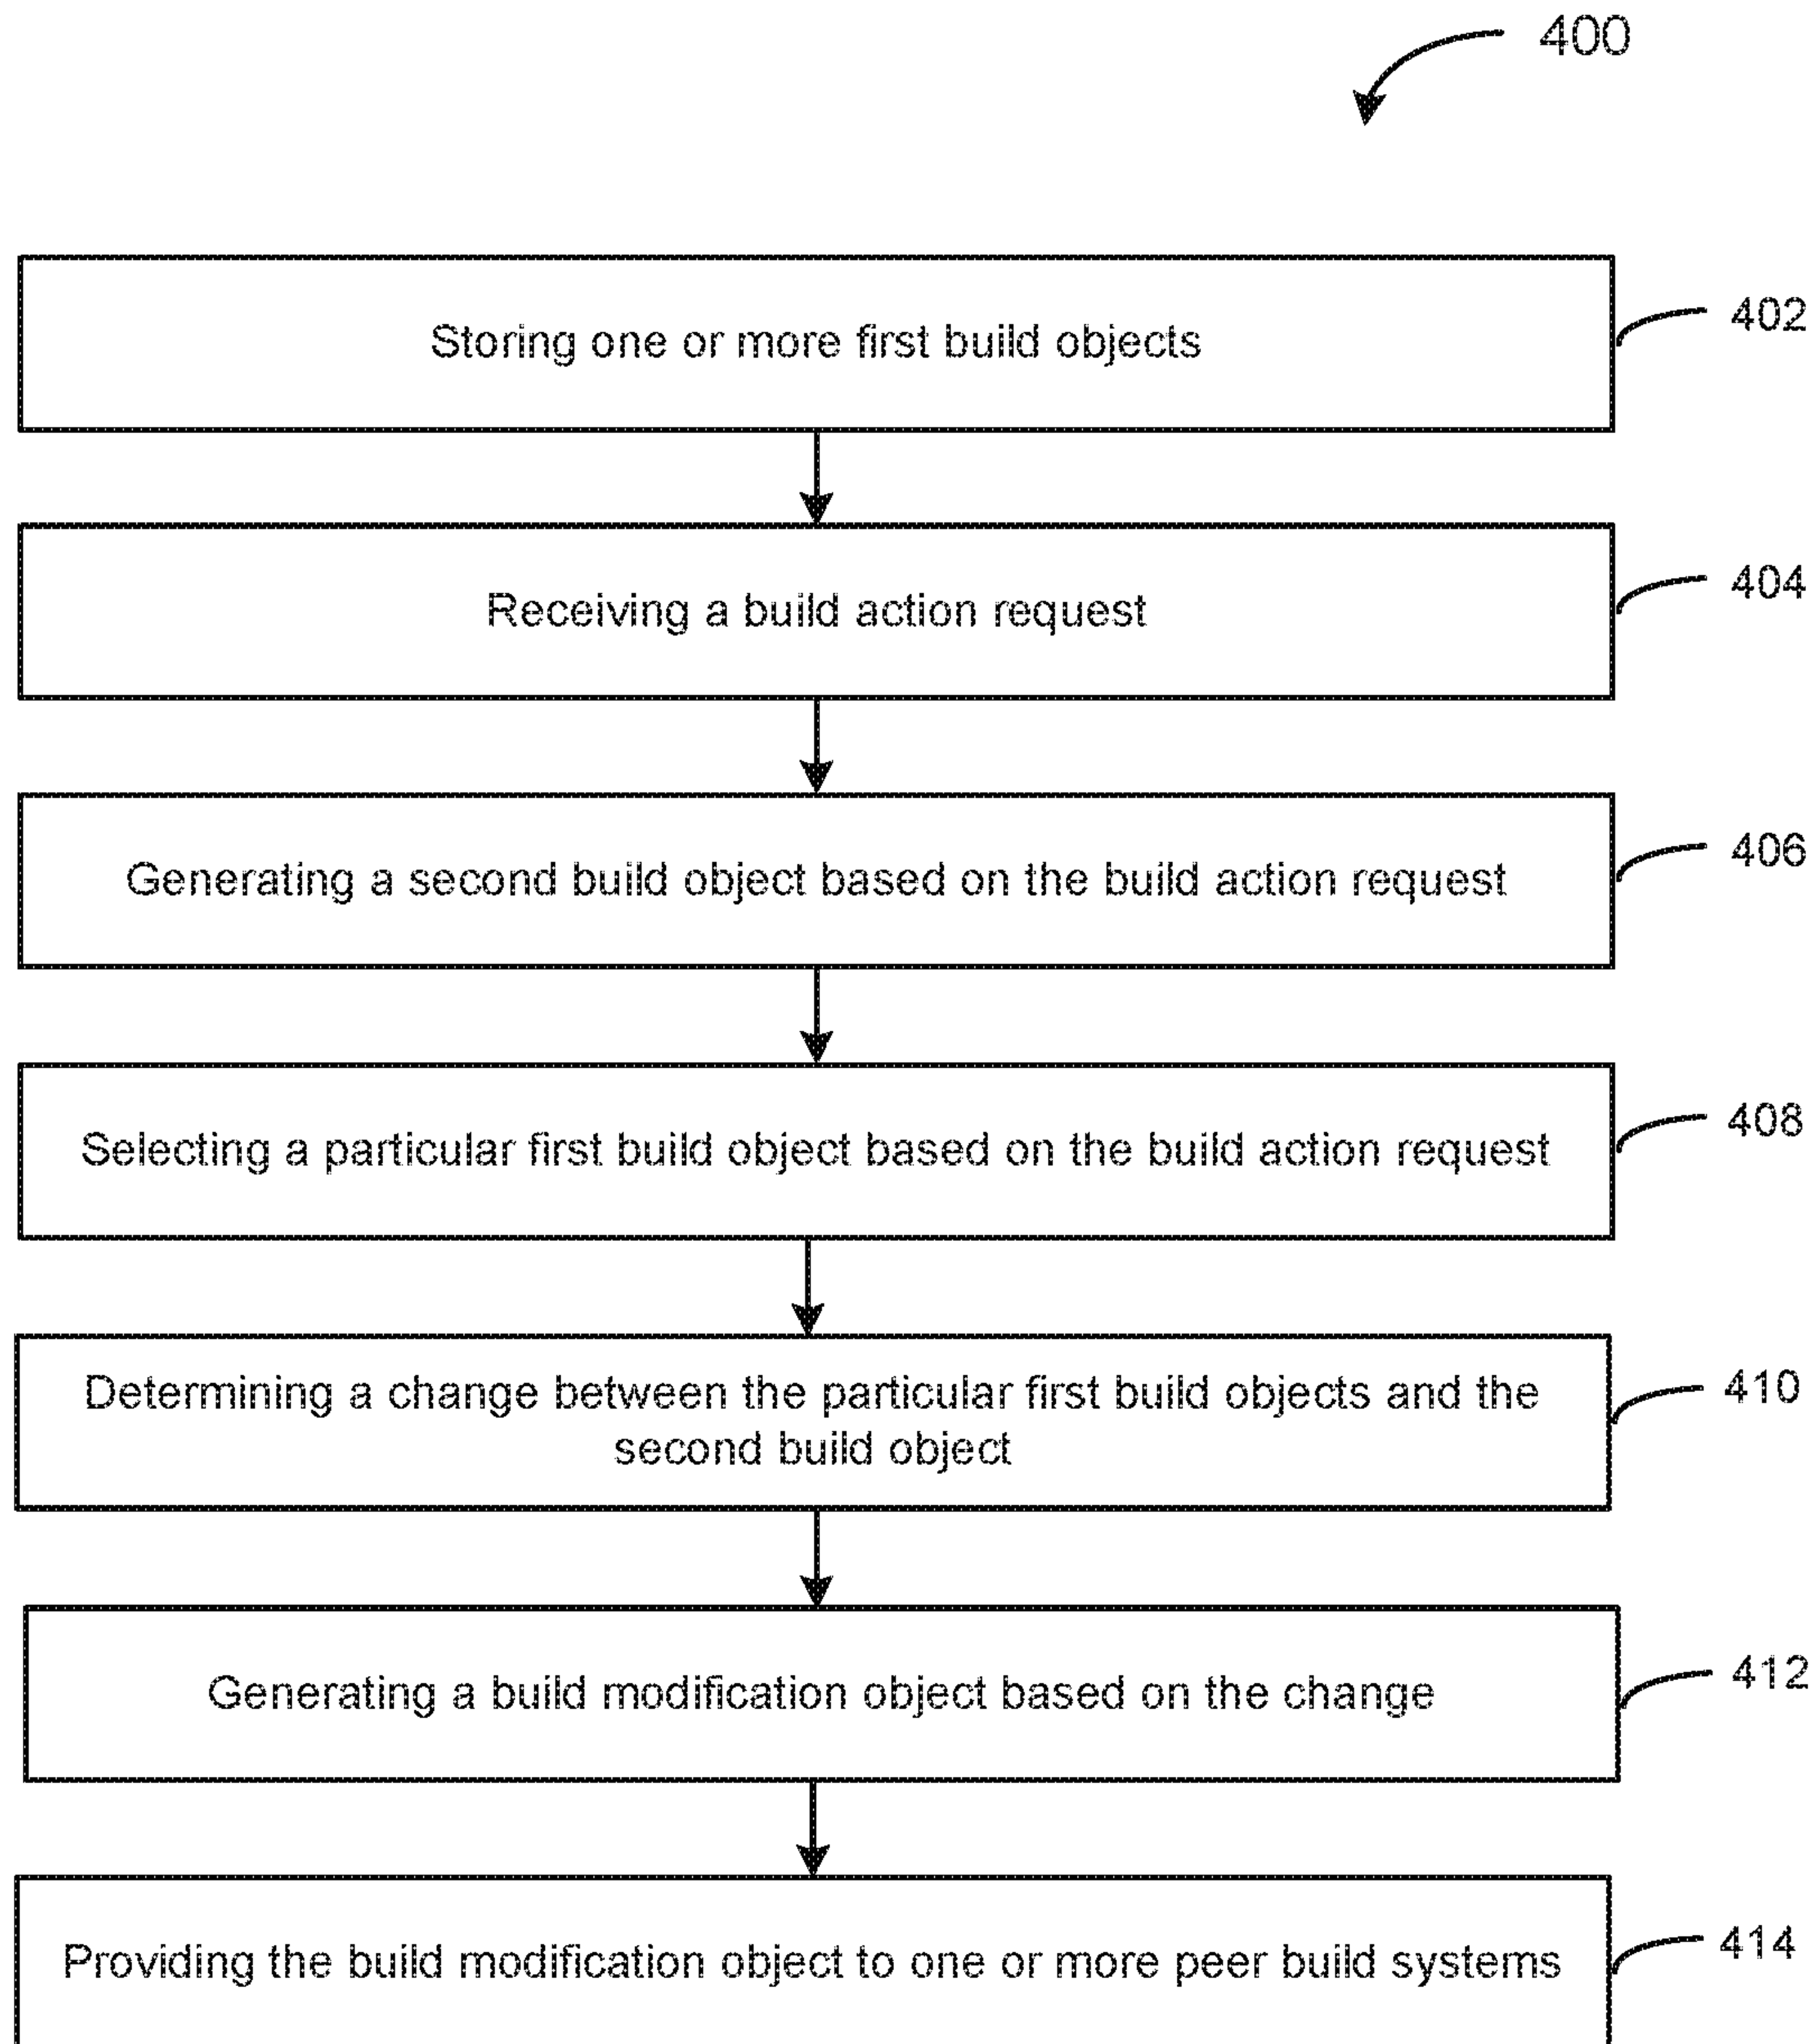 400
Storing one or more first build objects
402
Receiving a build action request
404
Generating a second build object based on the build action request
406
Selecting a particular first build object based on the build action request
408
Determining a change between the particular first build objects and the
second build object
410
Generating a build modification object based on the change
412
Providing the build modification object to one or more peer build systems
414